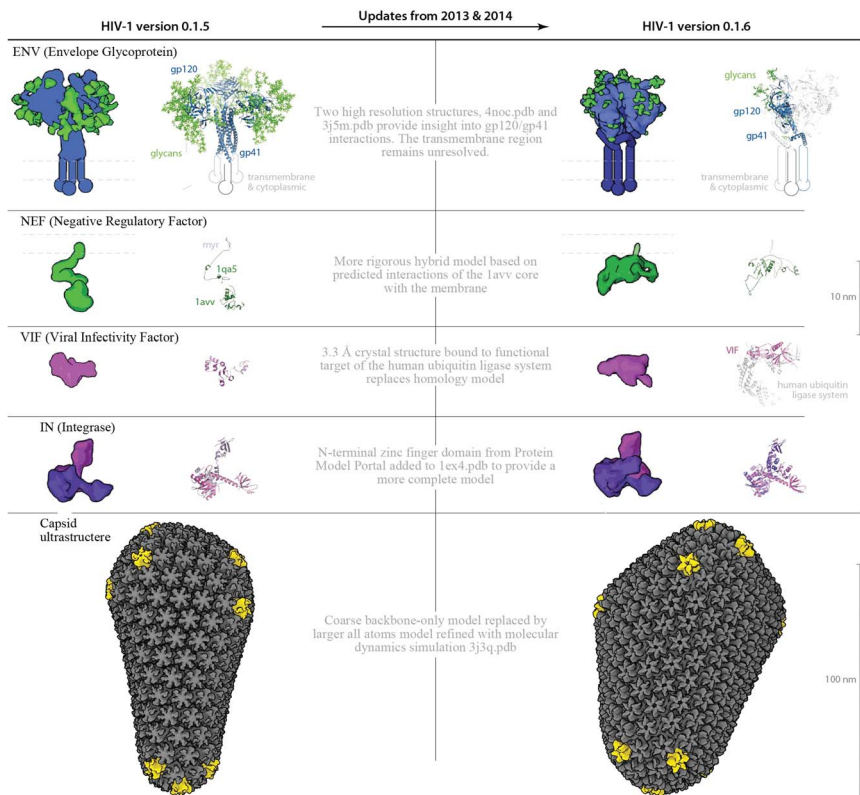 HIV-1 version 0.1.5
Updates from 2013 & 2014
HIV-1 version 0.1.6
ENV (Envelope Glycoprotein)
gp120
glycans
gp41
transmembrane
& cytoplasmic
Two high resolution structures, 4noc.pdb and
3j5m.pdb provide insight into gp120/gp41
interactions. The transmembrane region
remains unresolved.
glycans
gp120
gp41
transmembrane
& cytoplasmic
NEF (Negative Regulatory Factor)
myr
1qa5
1avv
More rigorous hybrid model based on
predicted interactions of the 1avv core
with the membrane
10 nm
VIF (Viral Infectivity Factor)
3.3 Å crystal structure bound to functional
target of the human ubiquitin ligase system
replaces homology model
VIF
human ubiquitin
ligase system
IN (Integrase)
N-terminal zinc finger domain from Protein
Model Portal added to 1ex4.pdb to provide a
more complete model
Capsid
ultrastructere
Coarse backbone-only model replaced by
larger all atoms model refined with molecular
dynamics simulation 3j3q.pdb
100 nm